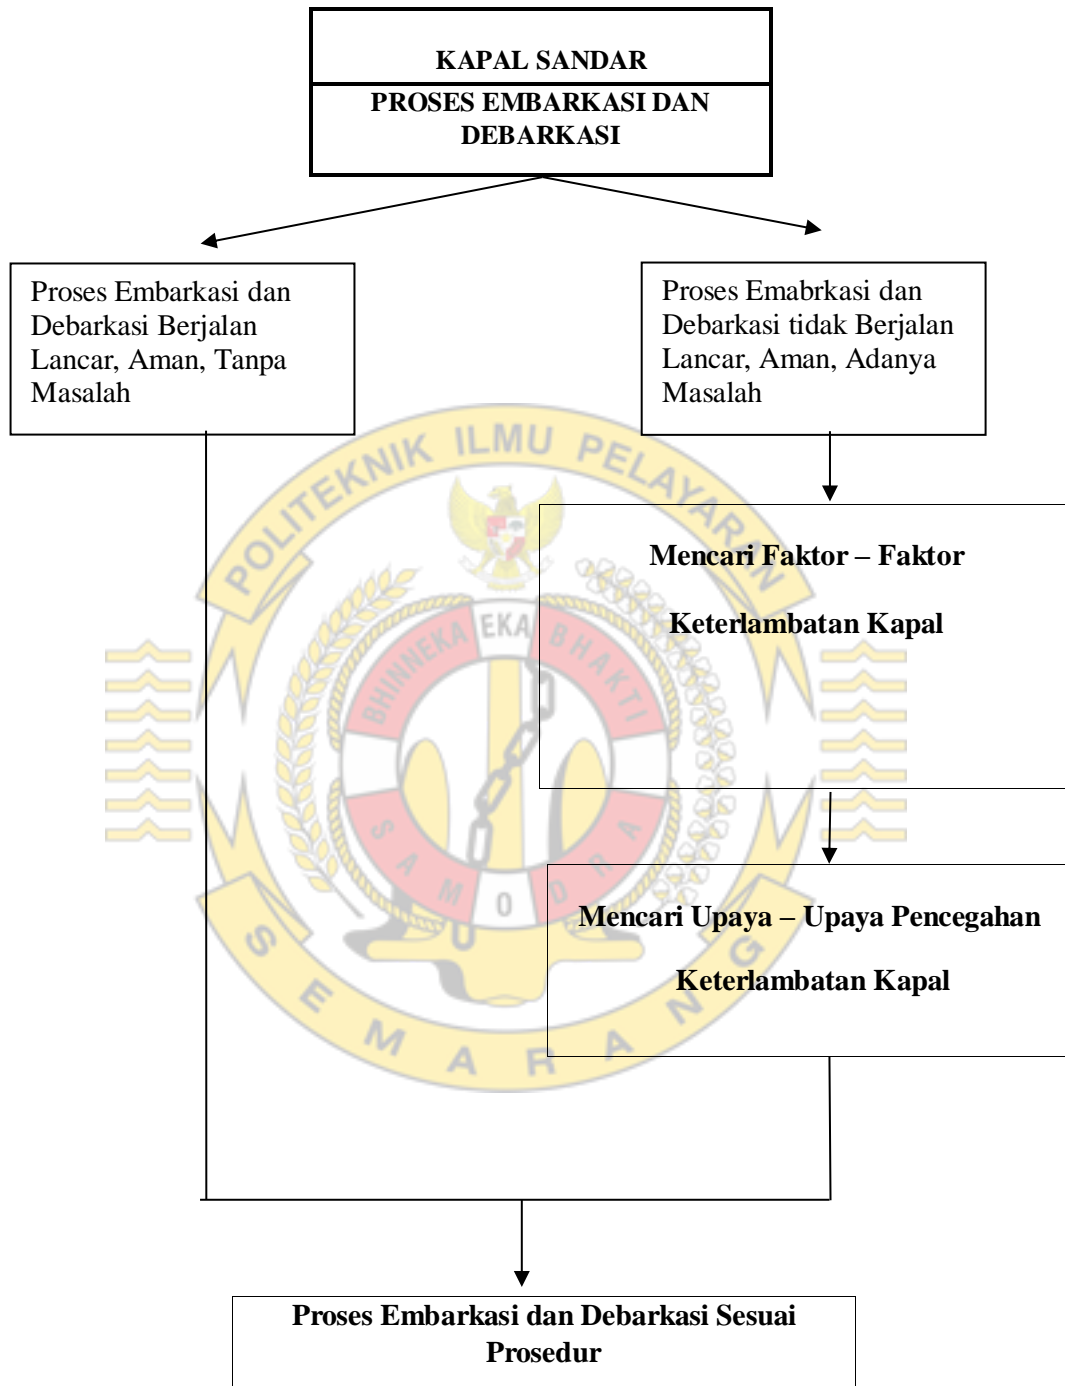 KAPAL SANDAR
PROSES EMBARKASI DAN
DEBARKASI
Proses Embarkasi dan
Debarkasi Berjalan
Lancar, Aman, Tanpa
Masalah
Proses Emabrkasi dan
Debarkasi tidak Berjalan
Lancar, Aman, Adanya
Masalah
POLITEKNIK ILMU PELAYARAN
Mencari Faktor – Faktor
Keterlambatan Kapal
BHINNEKA EKA BHAKTI
SAMODRA
Mencari Upaya – Upaya Pencegahan
Keterlambatan Kapal
SEMARANG
Proses Embarkasi dan Debarkasi Sesuai
Prosedur